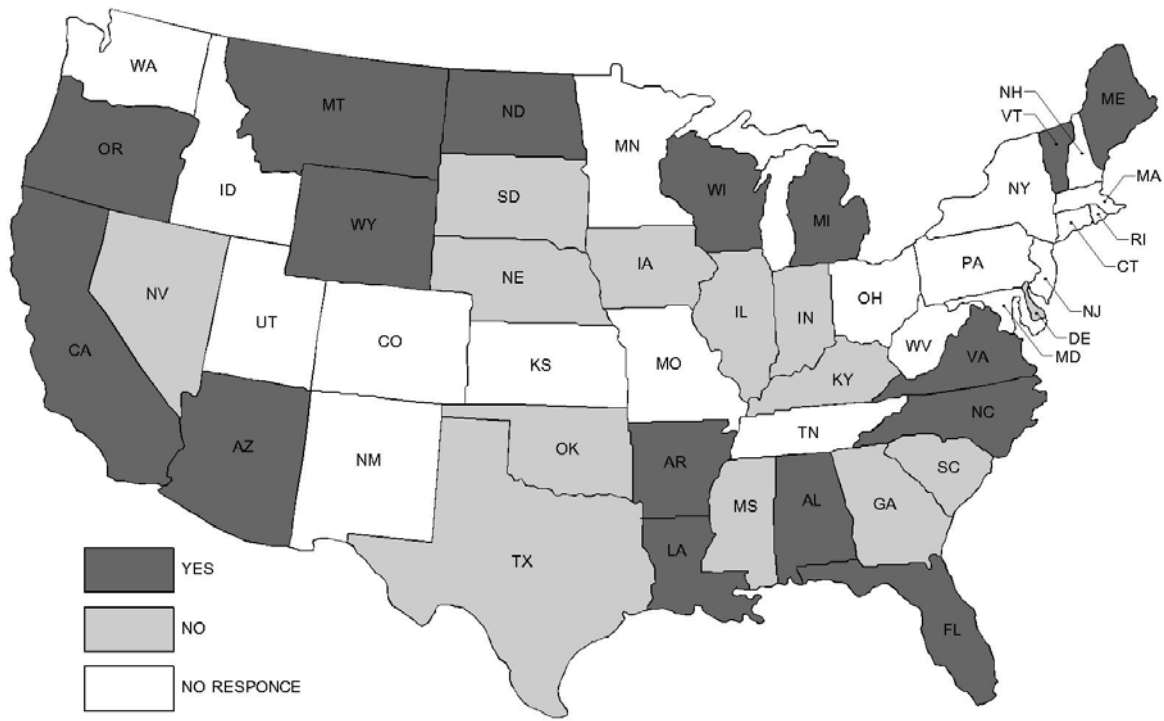 WA
MT
ND
MN
ME
NH
VT
OR
ID
SD
WI
MI
NY
MA
WY
RI
CT
NE
IA
PA
NV
UT
CO
IL
IN
OH
NJ
DE
MD
CA
KS
MO
WV
VA
KY
NC
AZ
NM
OK
AR
TN
SC
TX
MS
AL
GA
LA
FL
YES
NO
NO RESPONCE